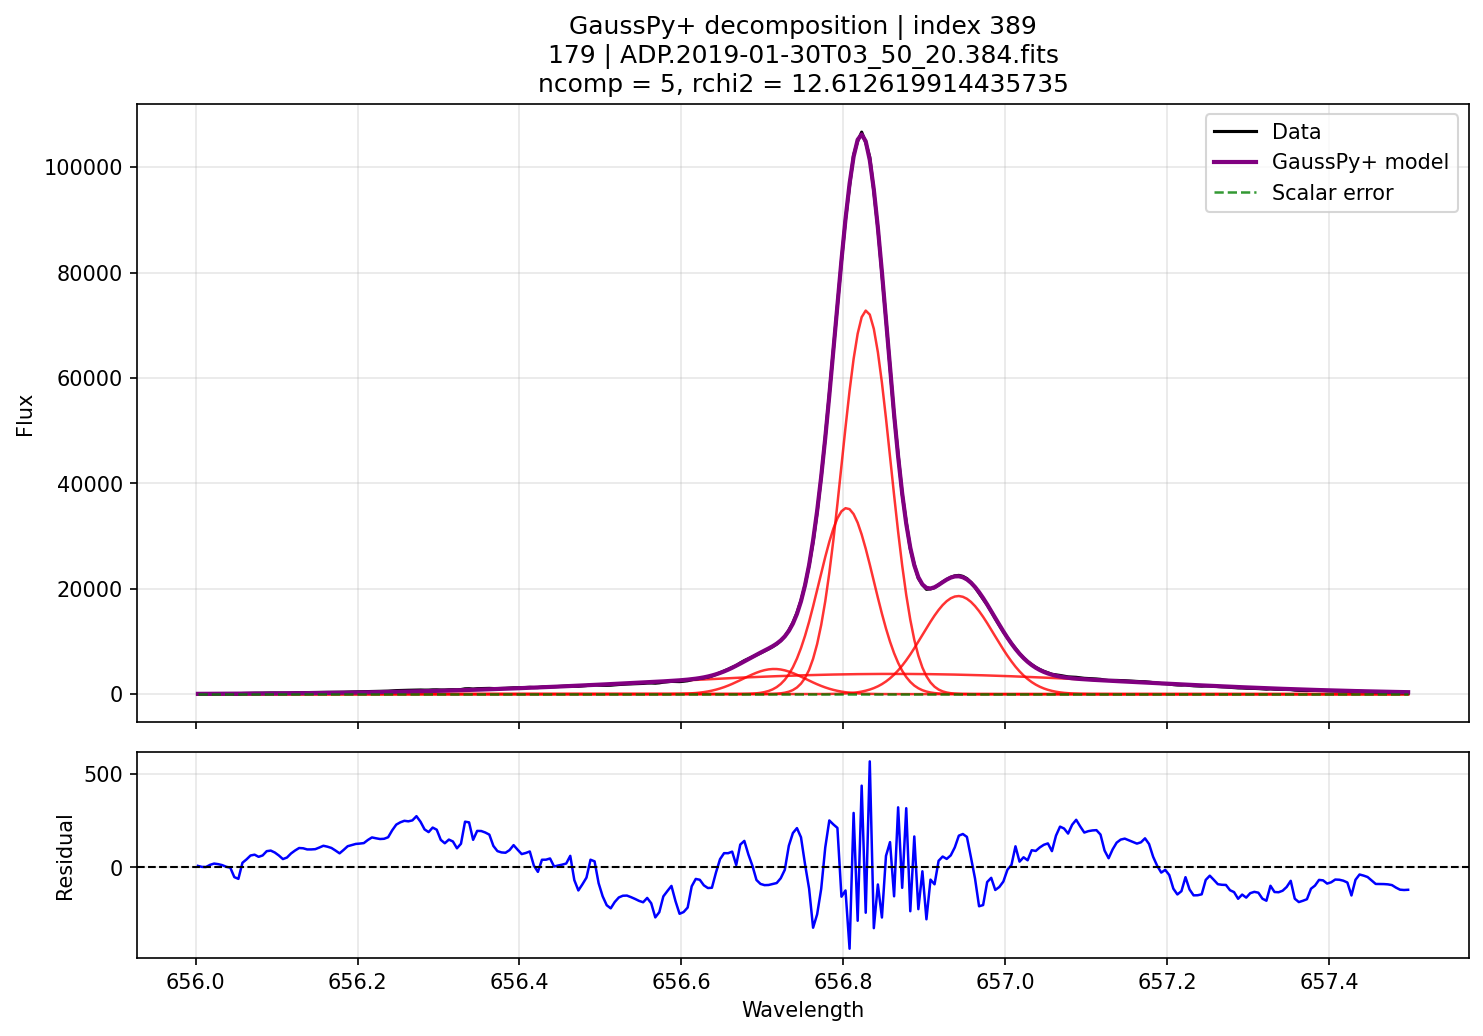 GaussPy+ decomposition | index 389
179 | ADP.2019-01-30T03_50_20.384.fits
ncomp = 5, rchi2 = 12.612619914435735
Data
GaussPy+ model
Scalar error
100000
80000
60000
40000
20000
0
Flux
500
0
Residual
656.0 656.2 656.4 656.6 656.8 657.0 657.2 657.4
Wavelength